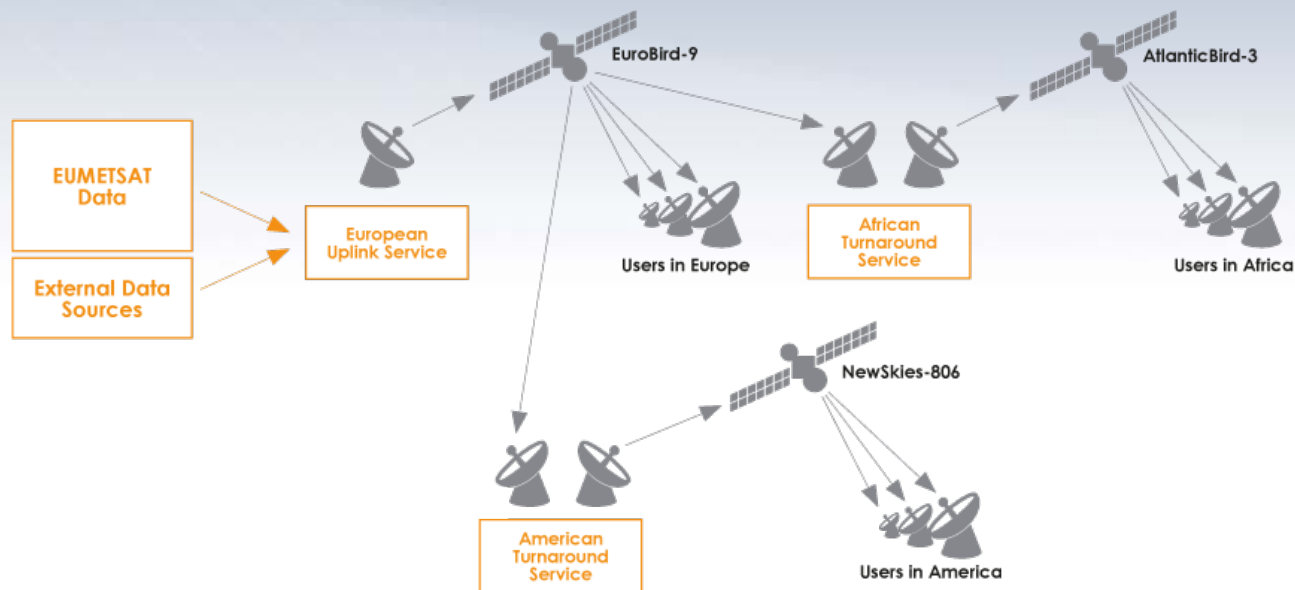 EuroBird-9
AtlanticBird-3
EUMETSAT
Data
European
Uplink Service
African
Turnaround
Service
Users in Europe
Users in Africa
External Data
Sources
NewSkies-806
American
Turnaround
Service
Users in America